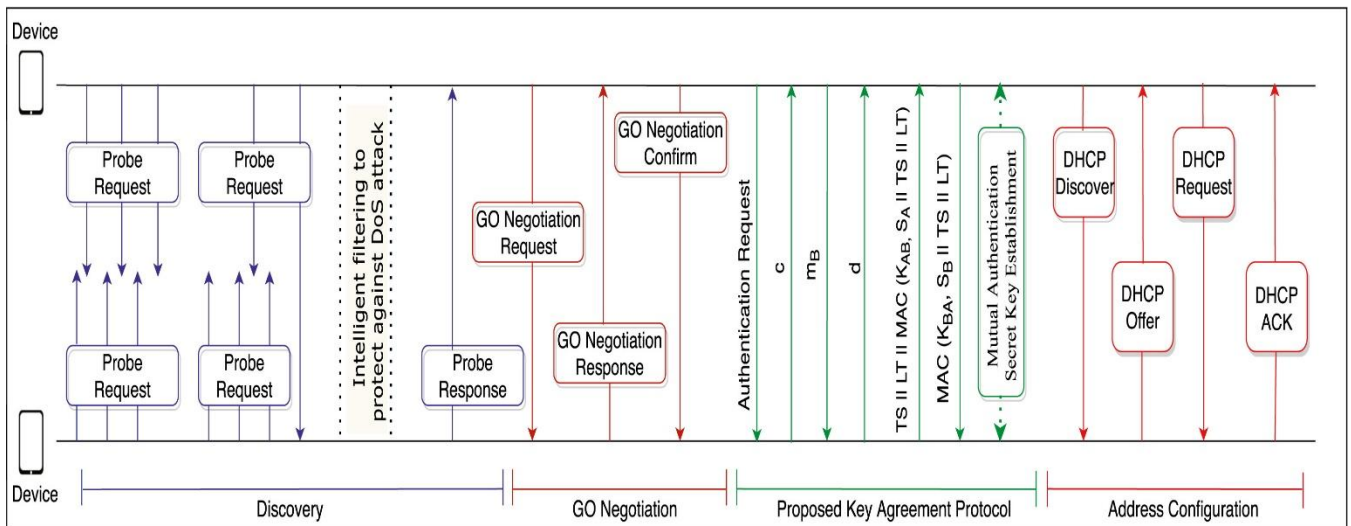 Device
Probe
Request
Probe
Request
Probe
Request
Probe
Request
Intelligent filtering to
protect against DoS attack
Probe
Response
GO Negotiation
Request
GO Negotiation
Response
GO Negotiation
Confirm
Authentication Request
c
mB
d
TS II LT II MAC (KAB, SA II TS II LT)
MAC (KBA, SB II TS II LT)
Mutual Authentication
Secret Key Establishment
DHCP
Discover
DHCP
Offer
DHCP
Request
DHCP
ACK
Device
Discovery
GO Negotiation
Proposed Key Agreement Protocol
Address Configuration